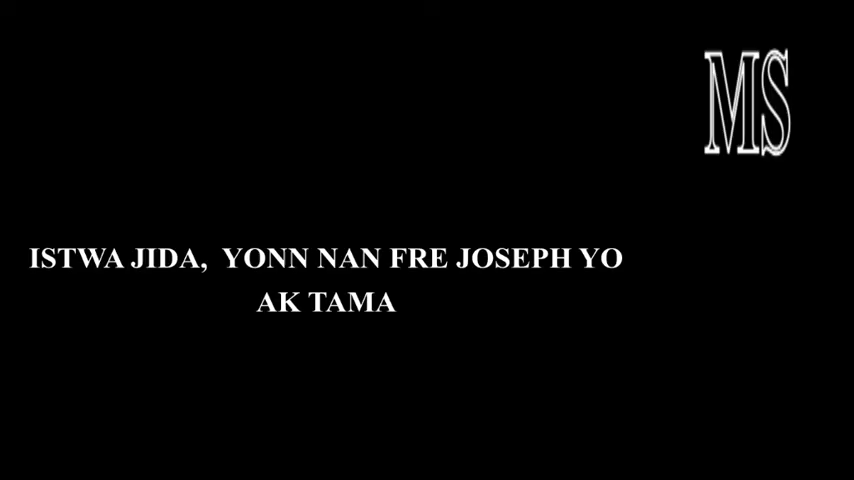 MS
ISTWA JIDA, YONN NAN FRE JOSEPH YO
AK TAMA